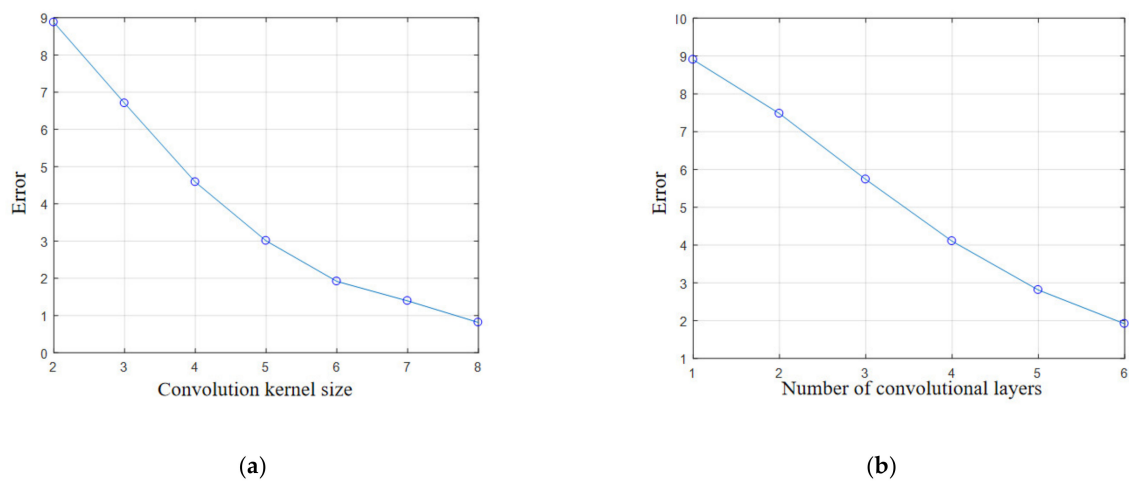 9
8
7
6
5
4
3
2
1
0
Error
2 3 4 5 6 7 8
Convolution kernel size
(a)
10
9
8
7
6
5
4
3
2
1
Error
1 2 3 4 5 6
Number of convolutional layers
(b)